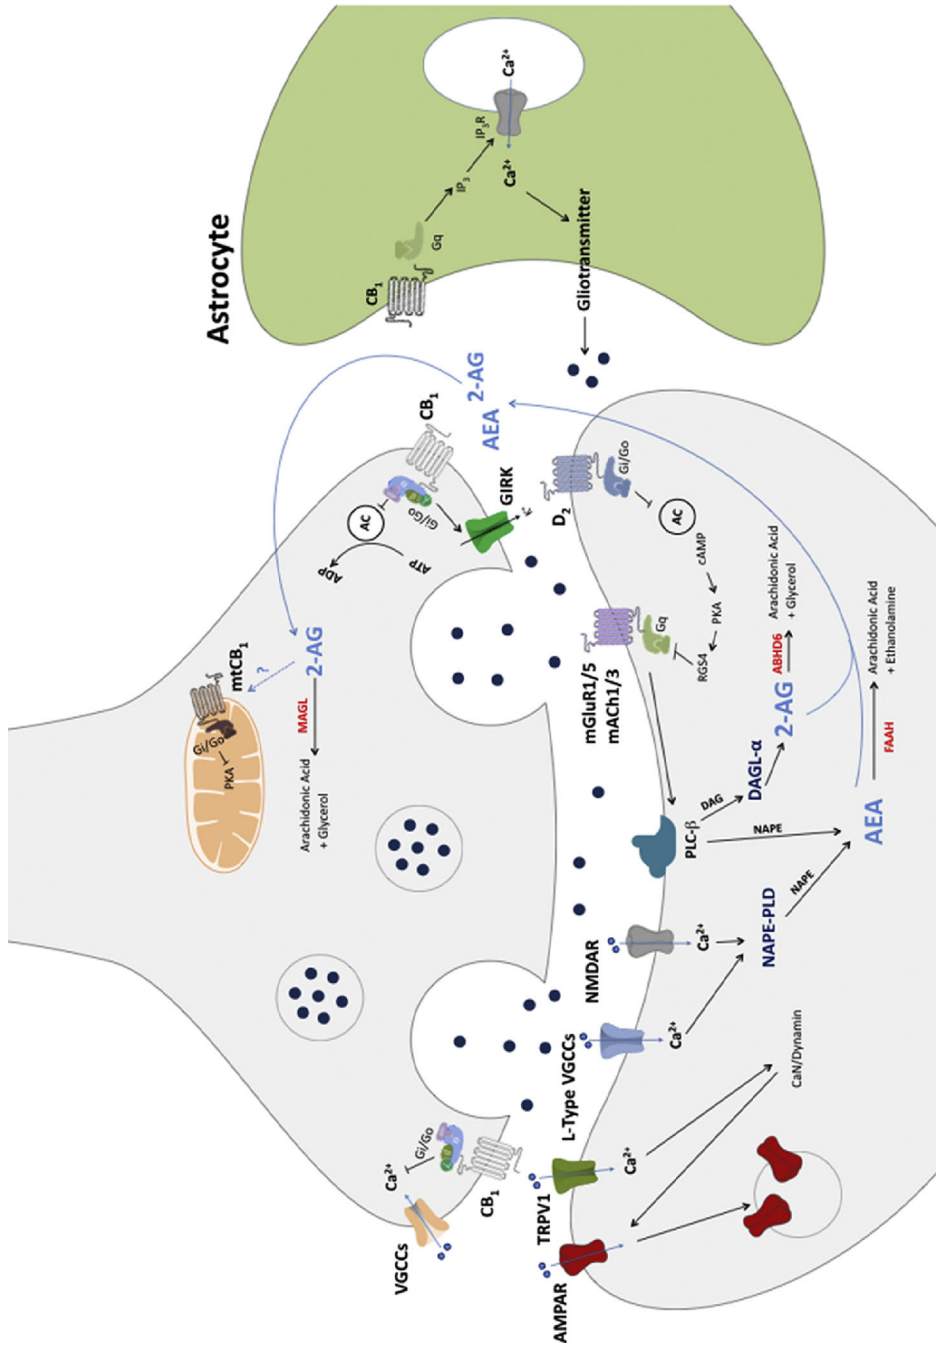 VGCCs
Ca2+
Gi/Go
CB1
PKA
Gi/Go
mtCB1
?
MAGL
2-AG
Arachidonic Acid
+ Glycerol
ADP
AC
ATP
Gi/Go
CB1
GIRK
K+
AEA
2-AG
Astrocyte
CB1
Gq
IP3
IP3R
Ca2+
Ca2+
Gliotransmitter
AMPAR
TRPV1
Ca2+
CaN/Dynamin
L-Type VGCCs
Ca2+
NMDAR
Ca2+
NAPE-PLD
NAPE
PLC-β
DAG
NAPE
DAGL-α
2-AG
ABHD6
Arachidonic Acid
+ Glycerol
AEA
FAAH
Arachidonic Acid
+ Ethanolamine
mGluR1/5
mACh1/3
Gq
RGS4
PKA
cAMP
AC
D2
Gi/Go